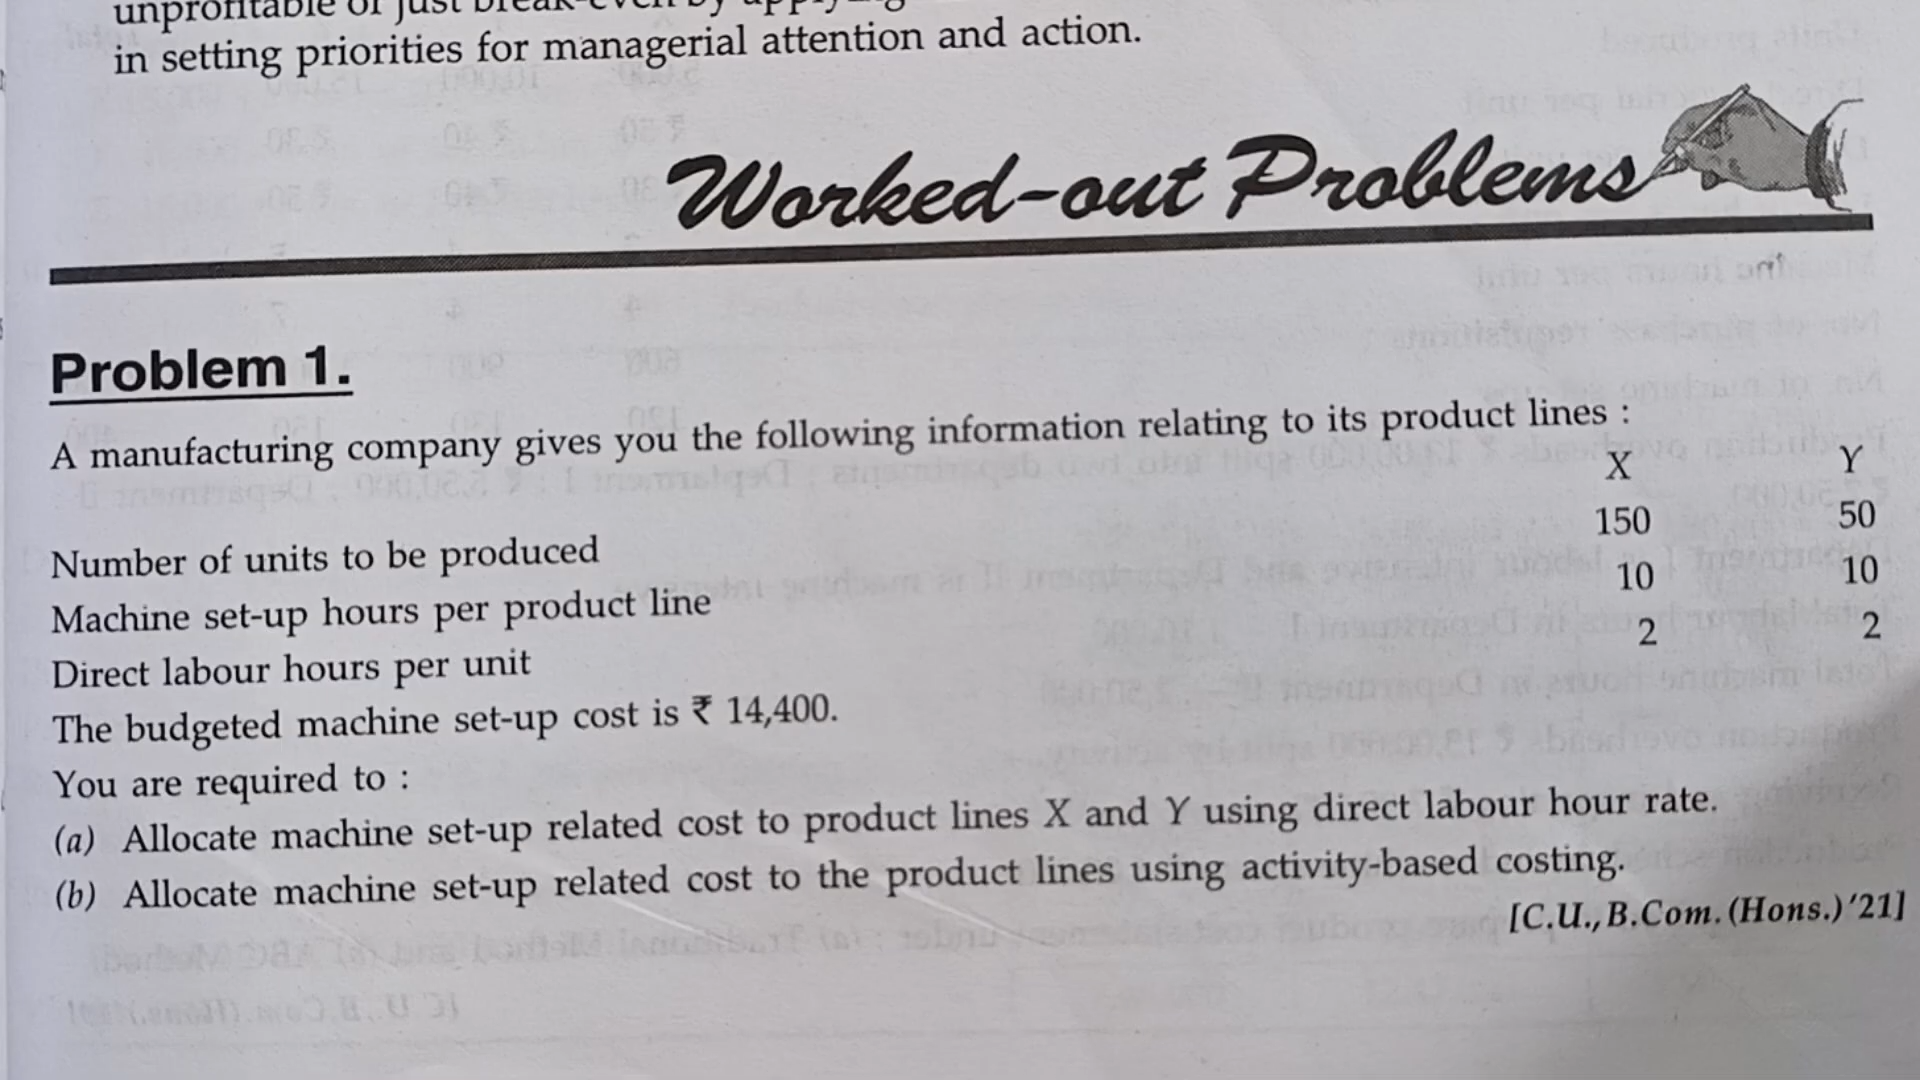 in setting priorities for managerial attention and action.
Worked-out Problems
Problem 1.
A manufacturing company gives you the following information relating to its product lines :
X Y
Number of units to be produced 150 50
Machine set-up hours per product line 10 10
Direct labour hours per unit 2 2
The budgeted machine set-up cost is ₹ 14,400.
You are required to :
(a) Allocate machine set-up related cost to product lines X and Y using direct labour hour rate.
(b) Allocate machine set-up related cost to the product lines using activity-based costing.
[C.U., B.Com. (Hons.) '21]